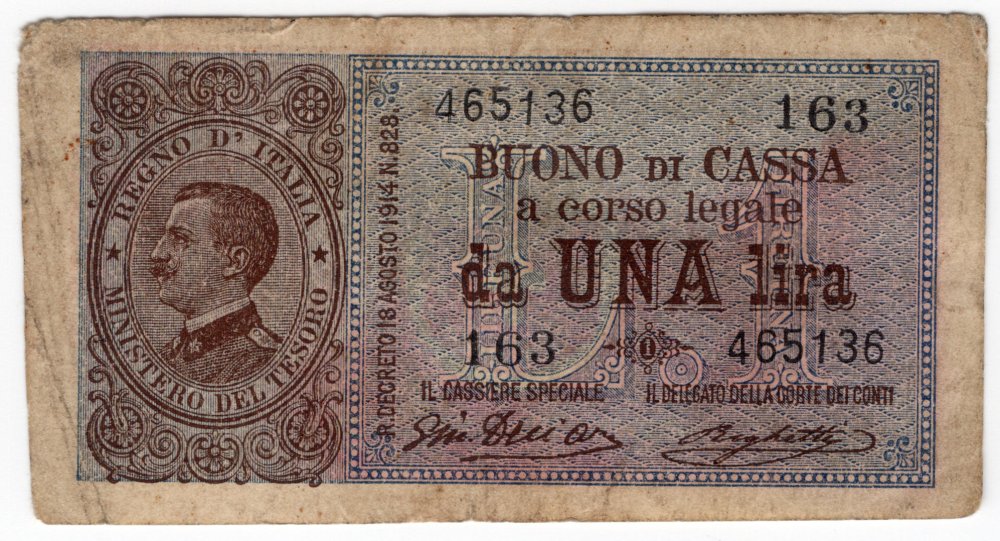 REGNO D' ITALIA
MINISTERO DEL TESORO
R. DECRETO 18 AGOSTO 1914 N. 828.
465136 163
BUONO DI CASSA
a corso legale
da UNA lira
163 465136
IL CASSIERE SPECIALE IL DELEGATO DELLA CORTE DEI CONTI
Righetti